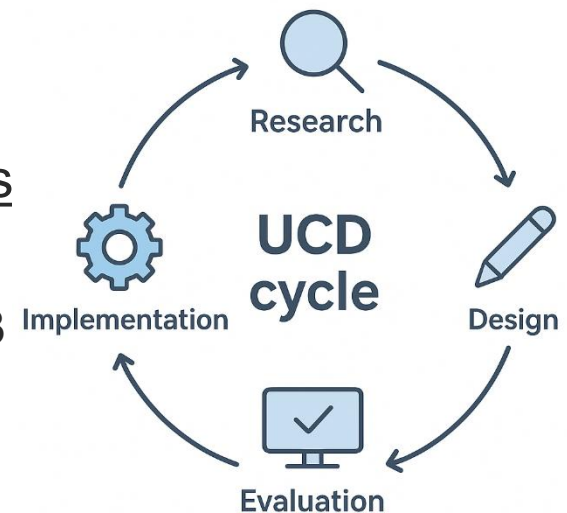 Research
s
UCD
cycle
Implementation
Design
Evaluation